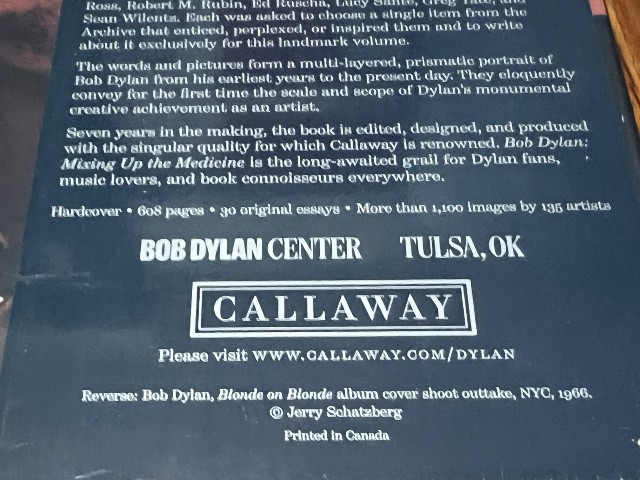 Ross, Robert M. Rubin, Ed Ruscha, Lucy Sante, Greg Tate, and
Sean Wilentz. Each was asked to choose a single item from the
Archive that enticed, perplexed, or inspired them and to write
about it exclusively for this landmark volume.
The words and pictures form a multi-layered, prismatic portrait of
Bob Dylan from his earliest years to the present day. They eloquently
convey for the first time the scale and scope of Dylan's monumental
creative achievement as an artist.
Seven years in the making, the book is edited, designed, and produced
with the singular quality for which Callaway is renowned. Bob Dylan:
Mixing Up the Medicine is the long-awaited grail for Dylan fans,
music lovers, and book connoisseurs everywhere.
Hardcover • 608 pages • 30 original essays • More than 1,100 images by 135 artists
BOB DYLAN CENTER TULSA, OK
CALLAWAY
Please visit WWW.CALLAWAY.COM/DYLAN
Reverse: Bob Dylan, Blonde on Blonde album cover shoot outtake, NYC, 1966.
© Jerry Schatzberg
Printed in Canada